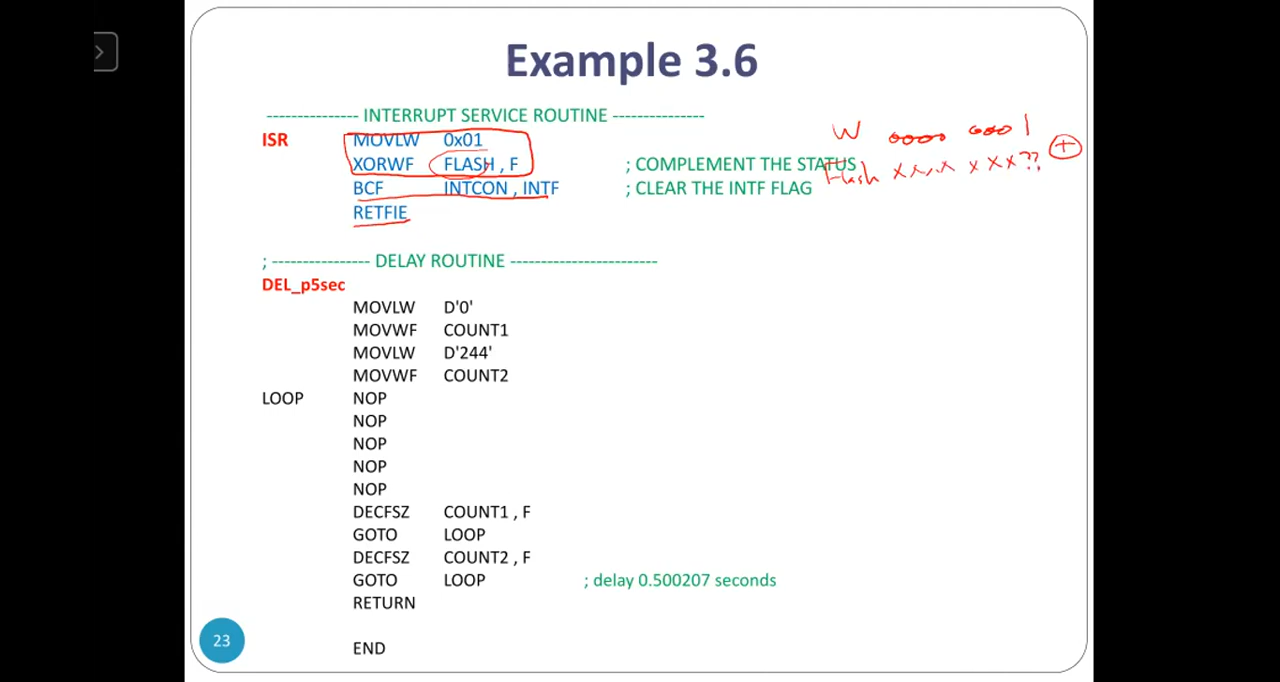 Example 3.6
--------------- INTERRUPT SERVICE ROUTINE ---------------
ISR MOVLW 0x01
W 0000 0001
XORWF FLASH , F ; COMPLEMENT THE STATUS
Flash XXXX XXX??
BCF INTCON , INTF ; CLEAR THE INTF FLAG
RETFIE
; ---------------- DELAY ROUTINE -----------------------
DEL_p5sec
MOVLW D'0'
MOVWF COUNT1
MOVLW D'244'
MOVWF COUNT2
LOOP NOP
NOP
NOP
NOP
NOP
DECFSZ COUNT1 , F
GOTO LOOP
DECFSZ COUNT2 , F
GOTO LOOP ; delay 0.500207 seconds
RETURN
23
END